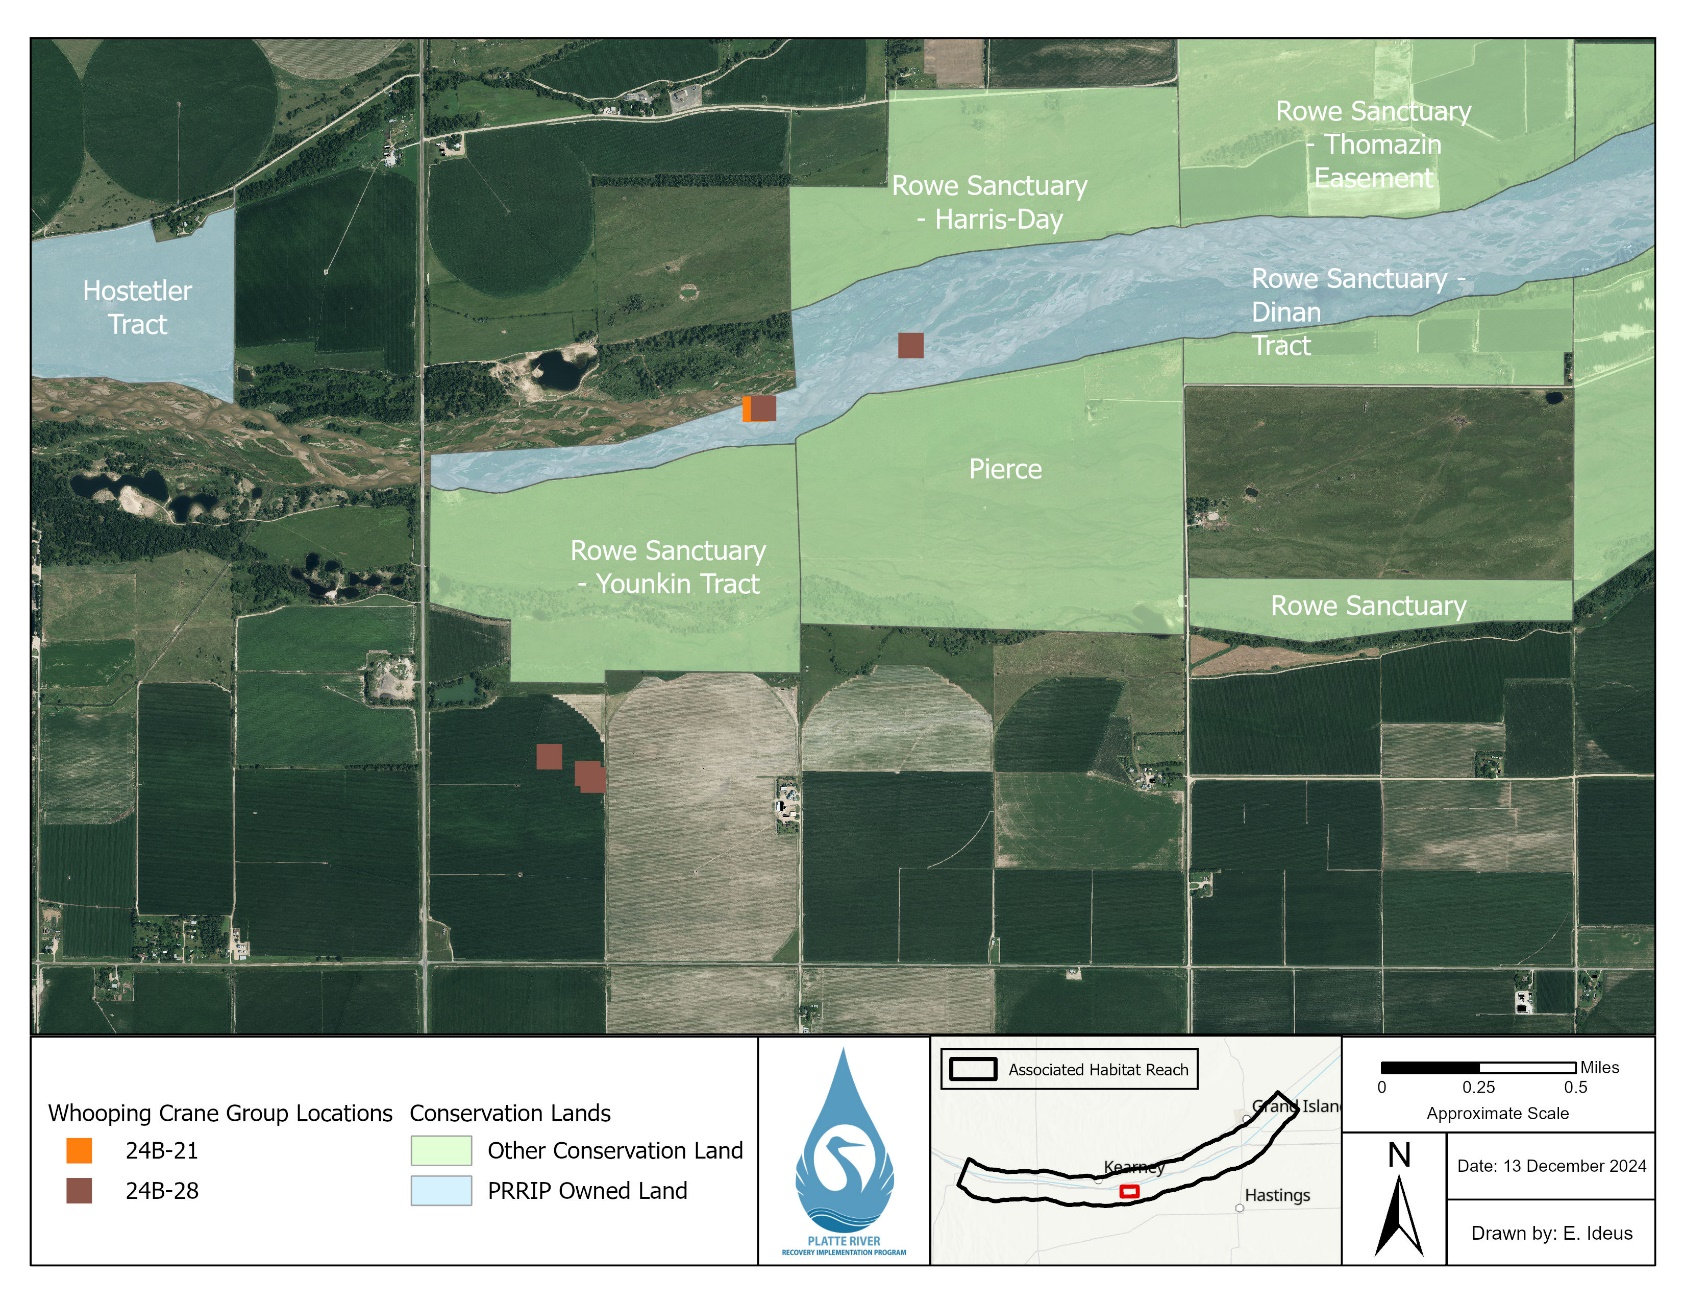 Rowe Sanctuary
- Thomazin
Easement
Rowe Sanctuary
- Harris-Day
Hostetler
Tract
Rowe Sanctuary -
Dinan
Tract
Pierce
Rowe Sanctuary
- Younkin Tract
Rowe Sanctuary
Whooping Crane Group Locations
24B-21
24B-28
Conservation Lands
Other Conservation Land
PRRIP Owned Land
PLATTE RIVER
RECOVERY IMPLEMENTATION PROGRAM
Associated Habitat Reach
Grand Islan
Kearney
Hastings
Miles
0 0.25 0.5
Approximate Scale
N
Date: 13 December 2024
Drawn by: E. Ideus